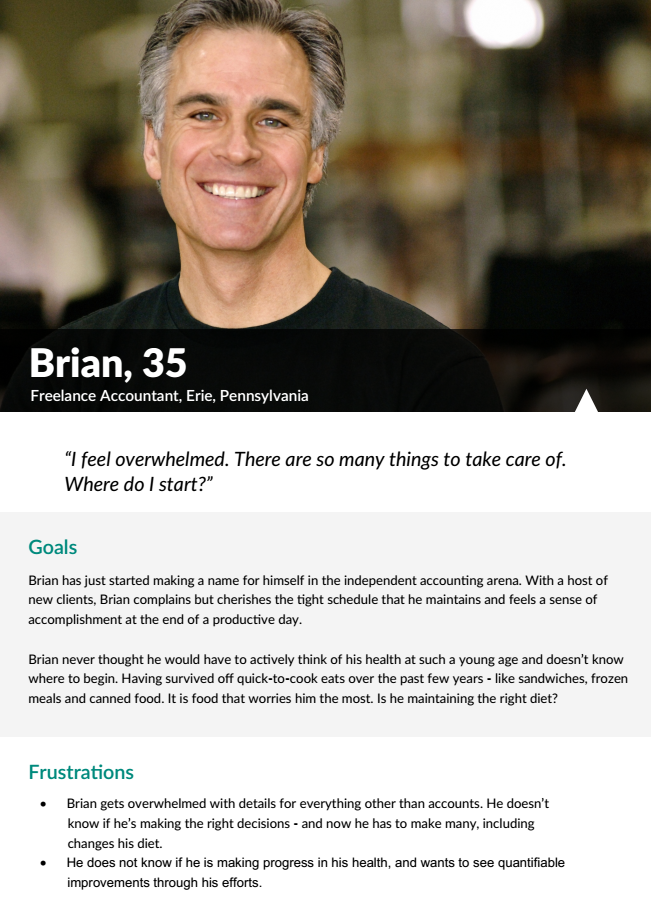 Brian, 35
Freelance Accountant, Erie, Pennsylvania
“I feel overwhelmed. There are so many things to take care of.
Where do I start?”
Goals
Brian has just started making a name for himself in the independent accounting arena. With a host of
new clients, Brian complains but cherishes the tight schedule that he maintains and feels a sense of
accomplishment at the end of a productive day.
Brian never thought he would have to actively think of his health at such a young age and doesn’t know
where to begin. Having survived off quick-to-cook eats over the past few years - like sandwiches, frozen
meals and canned food. It is food that worries him the most. Is he maintaining the right diet?
Frustrations
• Brian gets overwhelmed with details for everything other than accounts. He doesn’t
know if he’s making the right decisions - and now he has to make many, including
changes his diet.
• He does not know if he is making progress in his health, and wants to see quantifiable
improvements through his efforts.